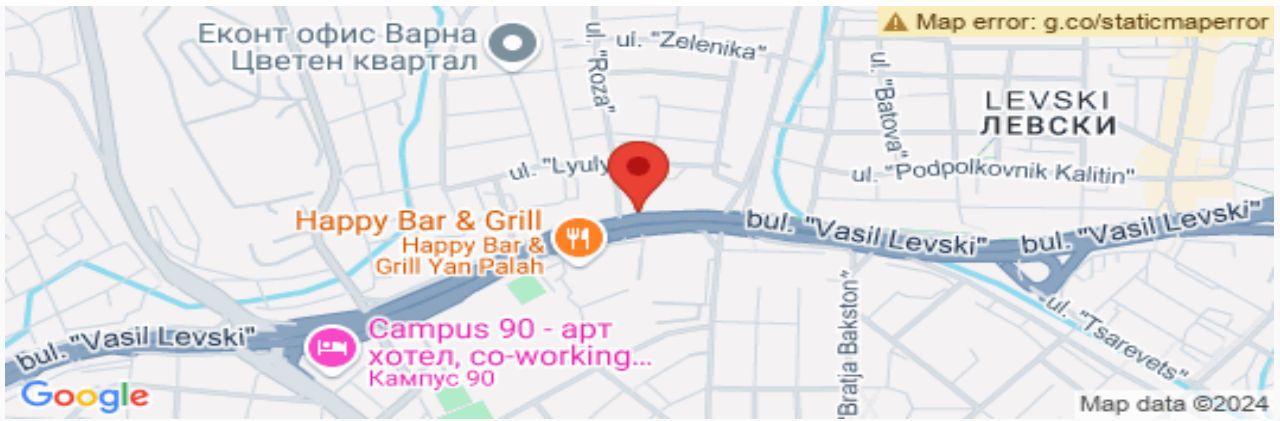 Map error: g.co/staticmaperror
Еконт офис Варна
Цветен квартал
ul. "Roza"
ul. "Zelenika"
ul. "Batova"
LEVSKI
ЛЕВСКИ
ul. "Lyuly
ul. "Podpolkovnik Kalitin"
Happy Bar & Grill
Happy Bar &
Grill Yan Palah
bul. "Vasil Levski"
bul. "Vasil Levski"
bul. "Vasil Levski"
Campus 90 - арт
хотел, co-working...
Кампус 90
"Bratja Bakston"
ul. "Tsarevets"
Google
Map data ©2024